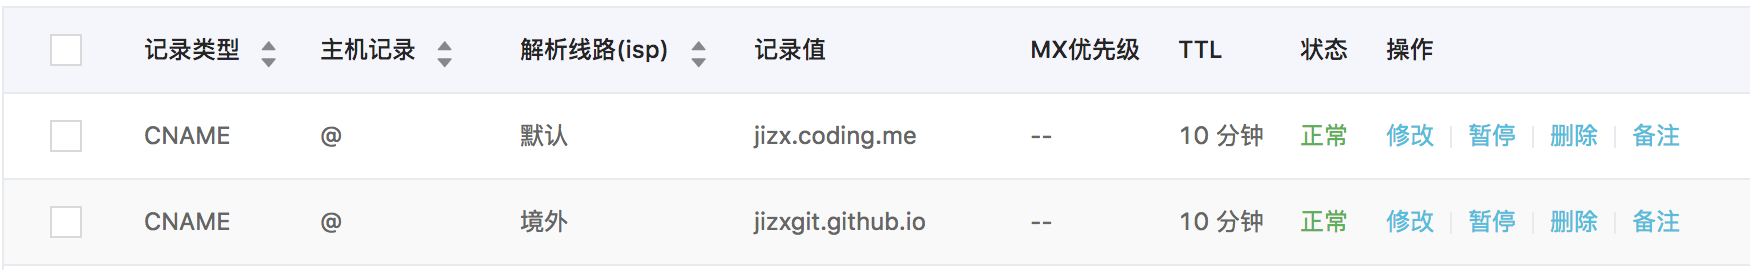 记录类型 主机记录 解析线路(isp) 记录值 MX优先级 TTL 状态 操作
CNAME @ 默认 jizx.coding.me -- 10 分钟 正常 修改 | 暂停 | 删除 | 备注
CNAME @ 境外 jizxgit.github.io -- 10 分钟 正常 修改 | 暂停 | 删除 | 备注